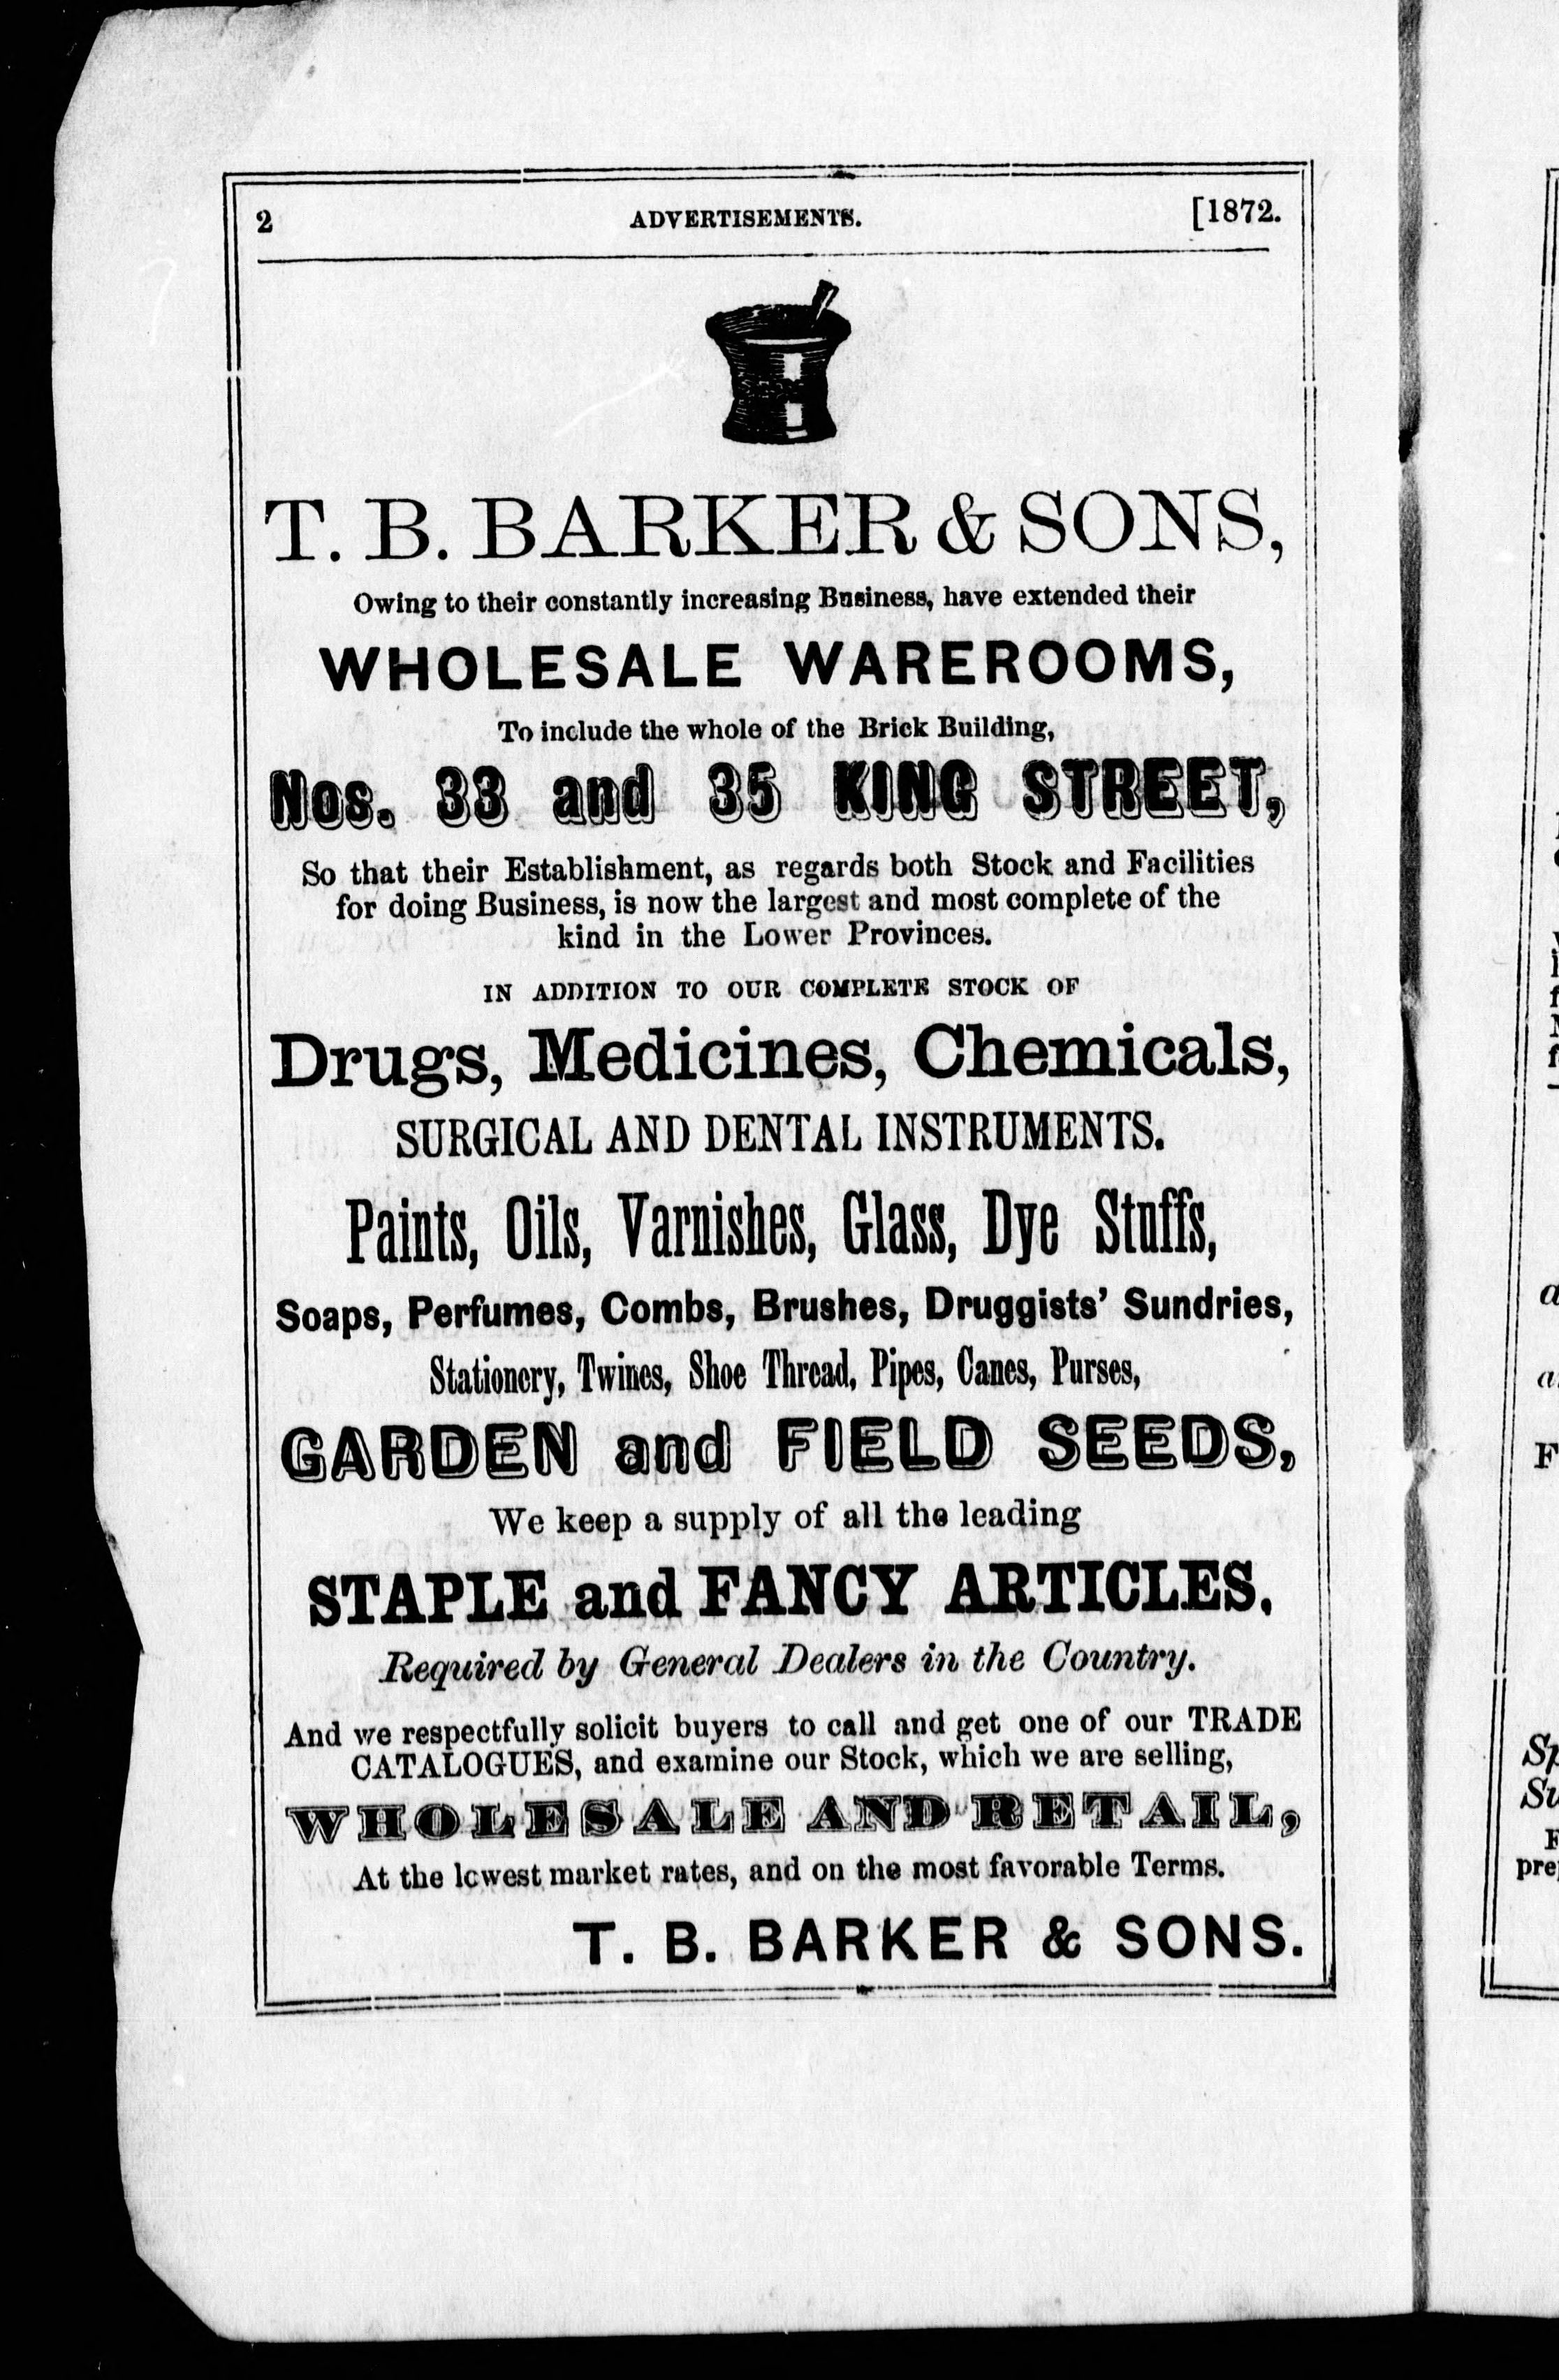 2 ADVERTISEMENTS. [1872.
T. B. BARKER & SONS,
Owing to their constantly increasing Business, have extended their
WHOLESALE WAREROOMS,
To include the whole of the Brick Building,
Nos. 33 and 35 KING STREET,
So that their Establishment, as regards both Stock and Facilities
for doing Business, is now the largest and most complete of the
kind in the Lower Provinces.
IN ADDITION TO OUR COMPLETE STOCK OF
Drugs, Medicines, Chemicals,
SURGICAL AND DENTAL INSTRUMENTS.
Paints, Oils, Varnishes, Glass, Dye Stuffs,
Soaps, Perfumes, Combs, Brushes, Druggists' Sundries,
Stationery, Twines, Shoe Thread, Pipes, Canes, Purses,
GARDEN and FIELD SEEDS,
We keep a supply of all the leading
STAPLE and FANCY ARTICLES.
Required by General Dealers in the Country.
And we respectfully solicit buyers to call and get one of our TRADE
CATALOGUES, and examine our Stock, which we are selling,
WHOLESALE AND RETAIL,
At the lowest market rates, and on the most favorable Terms.
T. B. BARKER & SONS.